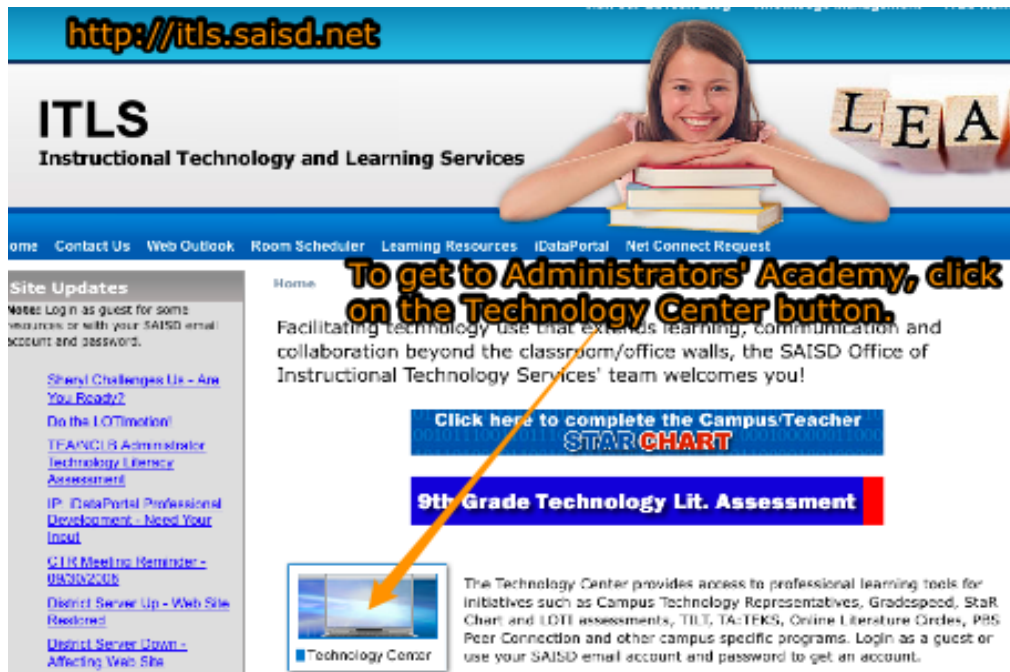 http://itls.saisd.net
LEA
ITLS
Instructional Technology and Learning Services
ome Contact Us Web Outlook Room Scheduler Learning Resources iDataPortal Net Connect Request
Site Updates
Note: Login as guest for some
resources or with your SAISD email
account and password.
Sheryl Challenges Us - Are
You Ready?
Do the LOTImotion!
TEA/NCLB Administrator
Technology Literacy
Assessment
IP: iDataPortal Professional
Development - Need Your
Input
CTR Meeting Reminder -
09/30/2008
District Server Up - Web Site
Restored
District Server Down -
Affecting Web Site
Home
To get to Administrators' Academy, click
on the Technology Center button.
Facilitating technology use that extends learning, communication and
collaboration beyond the classroom/office walls, the SAISD Office of
Instructional Technology Services' team welcomes you!
Click here to complete the Campus/Teacher
STAR CHART
9th Grade Technology Lit. Assessment
Technology Center
The Technology Center provides access to professional learning tools for
initiatives such as Campus Technology Representatives, Gradespeed, StaR
Chart and LOTI assessments, TILT, TA:TEKS, Online Literature Circles, PBS
Peer Connection and other campus specific programs. Login as a guest or
use your SAISD email account and password to get an account.